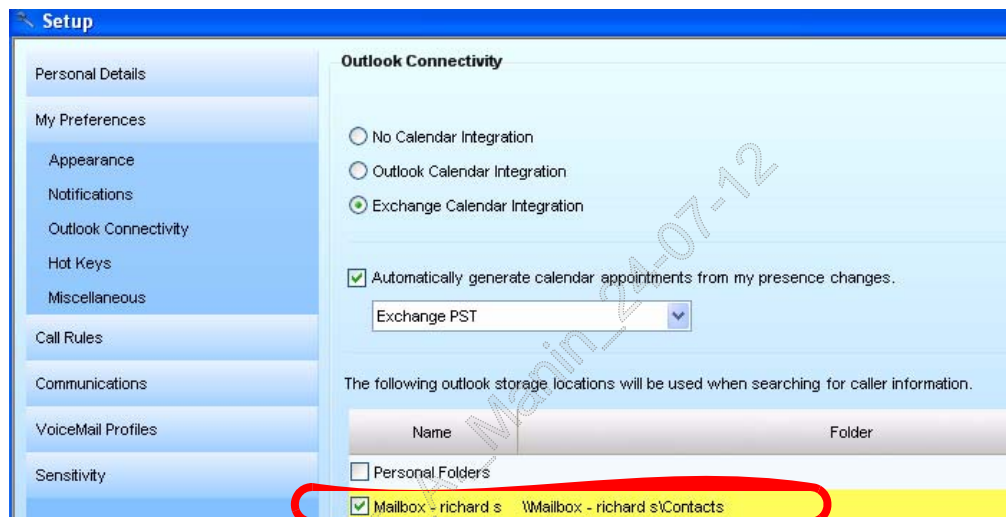 Setup
Personal Details
My Preferences
Appearance
Notifications
Outlook Connectivity
Hot Keys
Miscellaneous
Call Rules
Communications
VoiceMail Profiles
Sensitivity
Outlook Connectivity
No Calendar Integration
Outlook Calendar Integration
Exchange Calendar Integration
Automatically generate calendar appointments from my presence changes.
Exchange PST
The following outlook storage locations will be used when searching for caller information.
Name Folder
Personal Folders
Mailbox - richard s \\Mailbox - richard s\Contacts
Manin_24-07-12